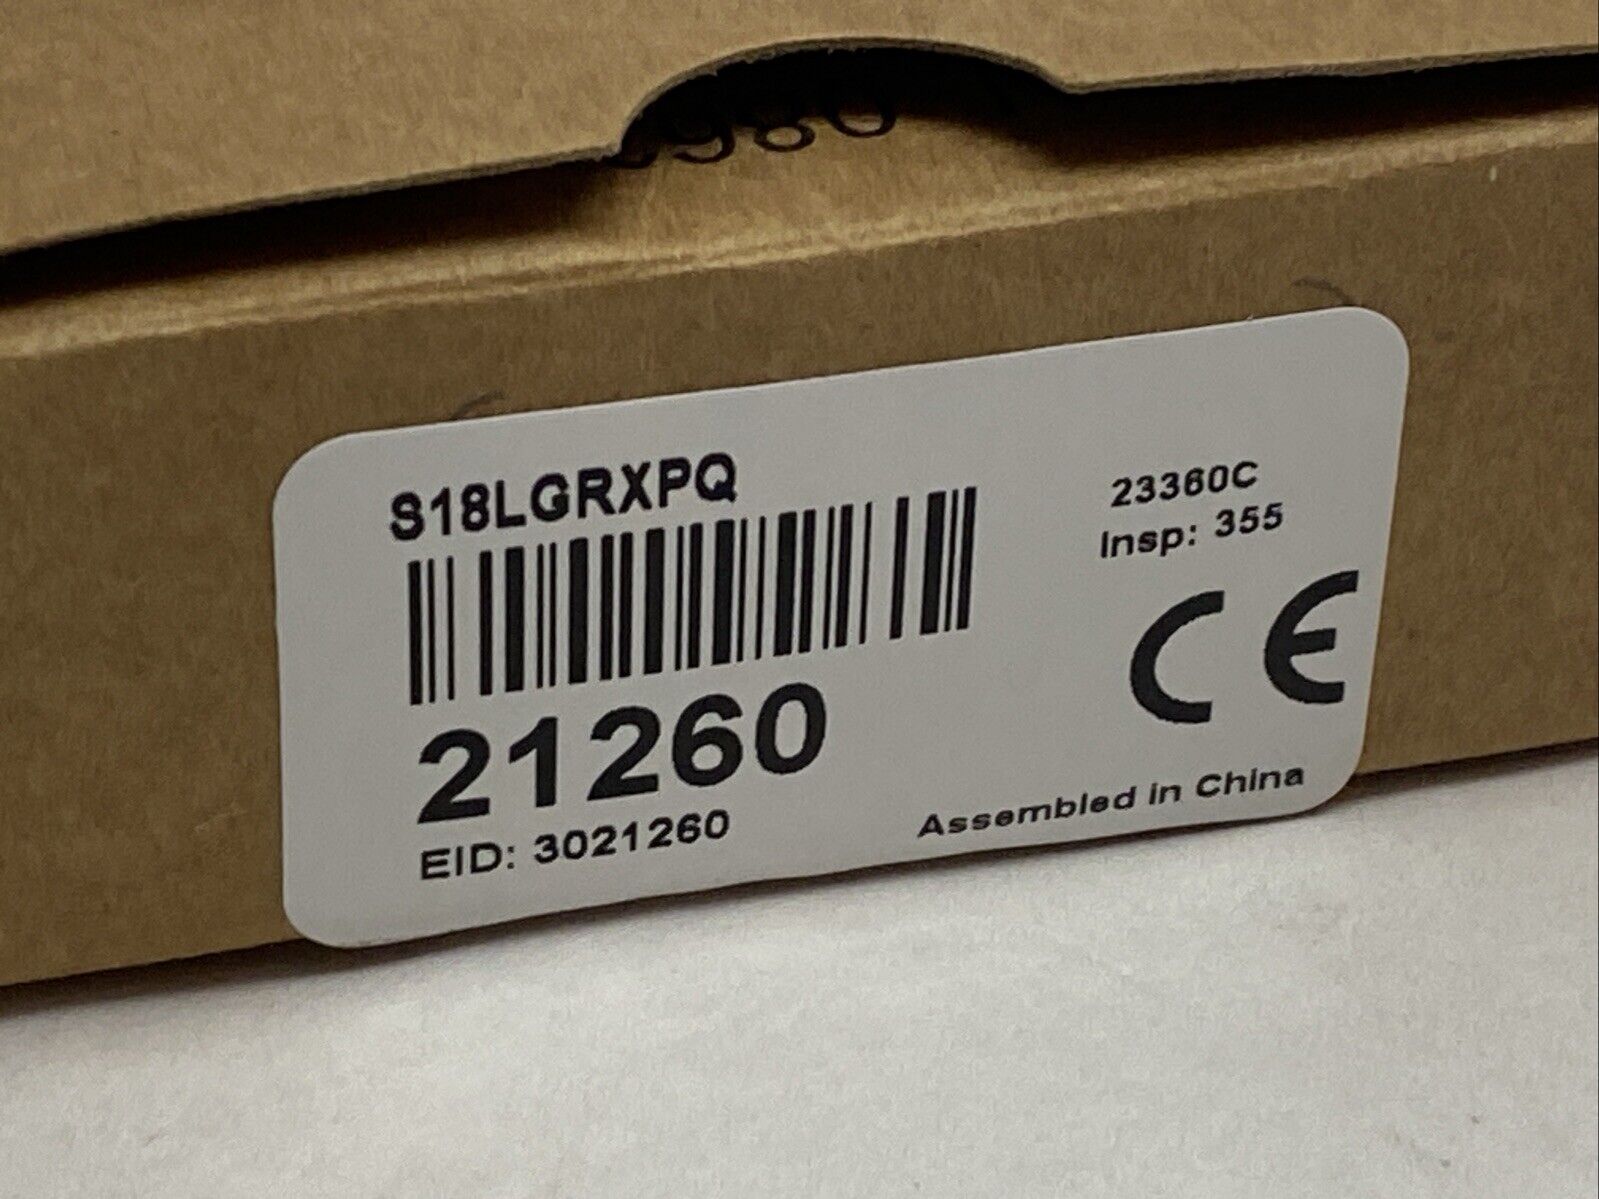 S18LGRXPQ
23360C
Insp: 355
CE
21260
EID: 3021260
Assembled in China